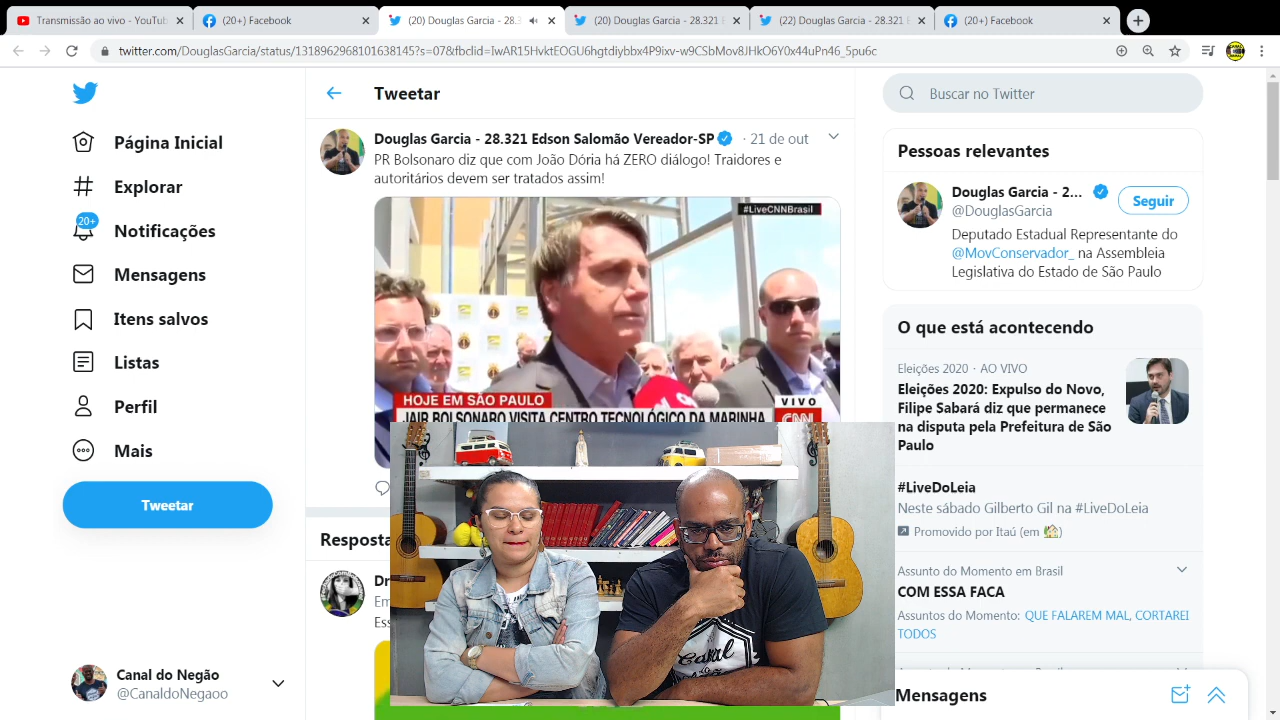 Transmissão ao vivo - YouTub
(20+) Facebook
(20) Douglas Garcia - 28.3
(20) Douglas Garcia - 28.321 E
(22) Douglas Garcia - 28.321 E
(20+) Facebook
twitter.com/DouglasGarcia/status/1318962968101638145?s=07&fbclid=IwAR15HvktEOGU6hgtdiybbx4P9ixv-w9CSbMov8JHkO6Y0x44uPn46_5pu6c
Página Inicial
Explorar
20+
Notificações
Mensagens
Itens salvos
Listas
Perfil
Mais
Tweetar
Canal do Negão
@CanaldoNegaoo
Tweetar
Douglas Garcia - 28.321 Edson Salomão Vereador-SP · 21 de out
PR Bolsonaro diz que com João Dória há ZERO diálogo! Traidores e
autoritários devem ser tratados assim!
#LiveCNNBrasil
HOJE EM SÃO PAULO
VIVO
JAIR BOLSONARO VISITA CENTRO TECNOLÓGICO DA MARINHA
CNN
Resposta
Dr
Em
Ess
Canal
Buscar no Twitter
Pessoas relevantes
Douglas Garcia - 2...
@DouglasGarcia
Seguir
Deputado Estadual Representante do
@MovConservador_ na Assembleia
Legislativa do Estado de São Paulo
O que está acontecendo
Eleições 2020 · AO VIVO
Eleições 2020: Expulso do Novo,
Filipe Sabará diz que permanece
na disputa pela Prefeitura de São
Paulo
#LiveDoLeia
Neste sábado Gilberto Gil na #LiveDoLeia
Promovido por Itaú (em 🏡)
Assunto do Momento em Brasil
COM ESSA FACA
Assuntos do Momento: QUE FALAREM MAL, CORTAREI
TODOS
Mensagens